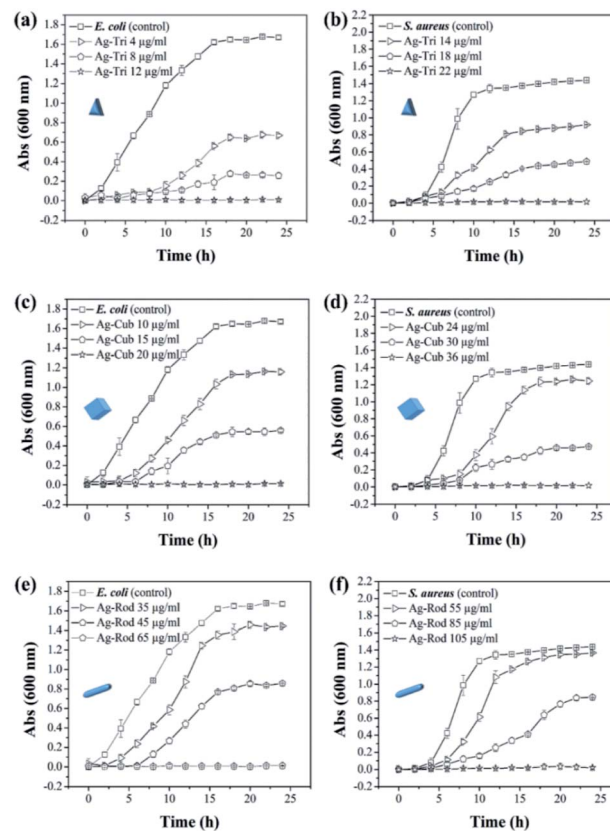 (a)
E. coli (control)
Ag-Tri 4 µg/ml
Ag-Tri 8 µg/ml
Ag-Tri 12 µg/ml
Abs (600 nm)
1.8
1.6
1.4
1.2
1.0
0.8
0.6
0.4
0.2
0.0
-0.2
0 5 10 15 20 25
Time (h)
(b)
S. aureus (control)
Ag-Tri 14 µg/ml
Ag-Tri 18 µg/ml
Ag-Tri 22 µg/ml
Abs (600 nm)
2.2
2.0
1.8
1.6
1.4
1.2
1.0
0.8
0.6
0.4
0.2
0.0
-0.2
0 5 10 15 20 25
Time (h)
(c)
E. coli (control)
Ag-Cub 10 µg/ml
Ag-Cub 15 µg/ml
Ag-Cub 20 µg/ml
Abs (600 nm)
1.8
1.6
1.4
1.2
1.0
0.8
0.6
0.4
0.2
0.0
-0.2
0 5 10 15 20 25
Time (h)
(d)
S. aureus (control)
Ag-Cub 24 µg/ml
Ag-Cub 30 µg/ml
Ag-Cub 36 µg/ml
Abs (600 nm)
2.2
2.0
1.8
1.6
1.4
1.2
1.0
0.8
0.6
0.4
0.2
0.0
-0.2
0 5 10 15 20 25
Time (h)
(e)
E. coli (control)
Ag-Rod 35 µg/ml
Ag-Rod 45 µg/ml
Ag-Rod 65 µg/ml
Abs (600 nm)
1.8
1.6
1.4
1.2
1.0
0.8
0.6
0.4
0.2
0.0
-0.2
0 5 10 15 20 25
Time (h)
(f)
S. aureus (control)
Ag-Rod 55 µg/ml
Ag-Rod 85 µg/ml
Ag-Rod 105 µg/ml
Abs (600 nm)
2.2
2.0
1.8
1.6
1.4
1.2
1.0
0.8
0.6
0.4
0.2
0.0
-0.2
0 5 10 15 20 25
Time (h)